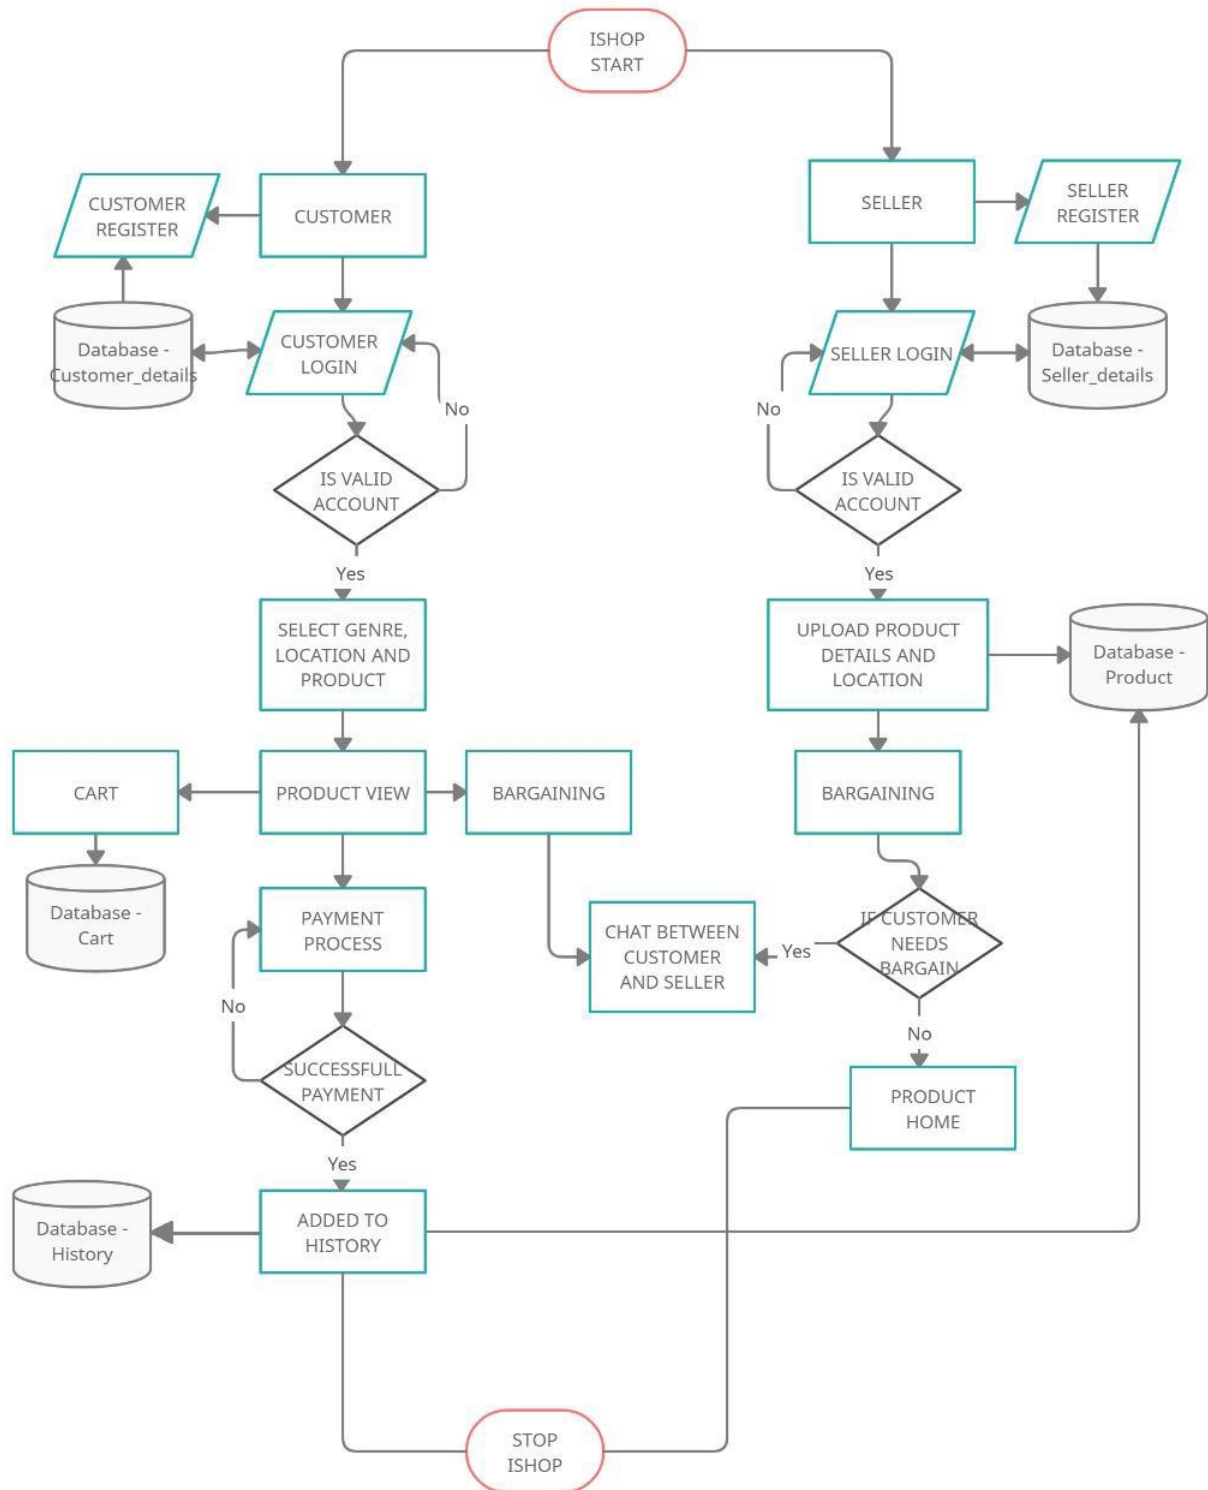 ISHOP
START
CUSTOMER
REGISTER
CUSTOMER
SELLER
SELLER
REGISTER
Database -
Customer_details
CUSTOMER
LOGIN
No
SELLER LOGIN
No
Database -
Seller_details
IS VALID
ACCOUNT
IS VALID
ACCOUNT
Yes
Yes
SELECT GENRE,
LOCATION AND
PRODUCT
UPLOAD PRODUCT
DETAILS AND
LOCATION
Database -
Product
CART
PRODUCT VIEW
BARGAINING
BARGAINING
Database -
Cart
PAYMENT
PROCESS
CHAT BETWEEN
CUSTOMER
AND SELLER
Yes
IF CUSTOMER
NEEDS
BARGAIN
No
No
SUCCESSFULL
PAYMENT
PRODUCT
HOME
Yes
Database -
History
ADDED TO
HISTORY
STOP
ISHOP